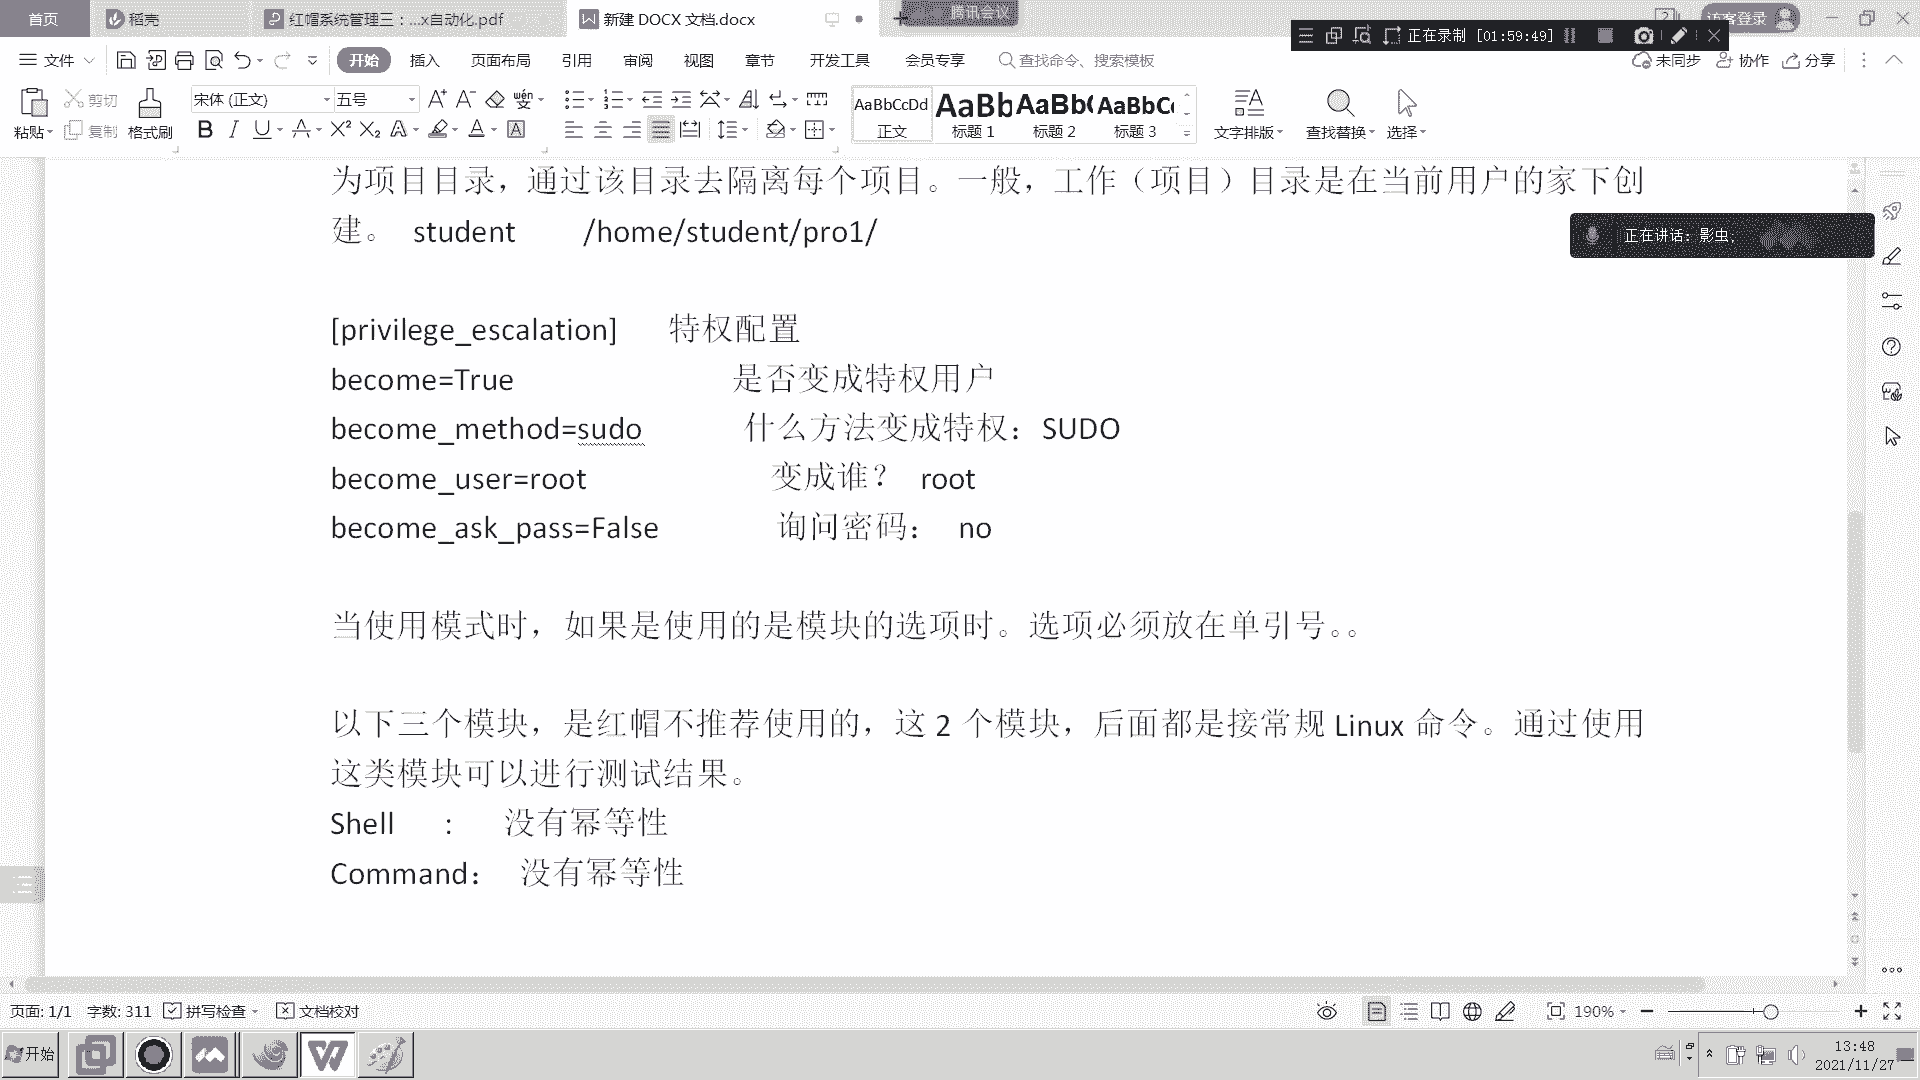 首页
稻壳
红帽系统管理三：...x自动化.pdf
新建 DOCX 文档.docx
腾讯会议
访客登录
正在录制 [01:59:49]
文件
开始
插入
页面布局
引用
审阅
视图
章节
开发工具
会员专享
查找命令、搜索模板
未同步
协作
分享
粘贴
剪切
复制
格式刷
宋体 (正文)
五号
AaBbCcDd
正文
标题 1
标题 2
标题 3
文字排版
查找替换
选择
为项目目录，通过该目录去隔离每个项目。一般，工作（项目）目录是在当前用户的家下创
建。 student /home/student/pro1/
正在讲话: 影虫;
[privilege_escalation] 特权配置
become=True 是否变成特权用户
become_method=sudo 什么方法变成特权：SUDO
become_user=root 变成谁？ root
become_ask_pass=False 询问密码： no
当使用模式时，如果是使用的是模块的选项时。选项必须放在单引号。。
以下三个模块，是红帽不推荐使用的，这 2 个模块，后面都是接常规 Linux 命令。通过使用
这类模块可以进行测试结果。
Shell ： 没有幂等性
Command： 没有幂等性
页面: 1/1 字数: 311 拼写检查 文档校对
190%
开始
13:48
2021/11/27